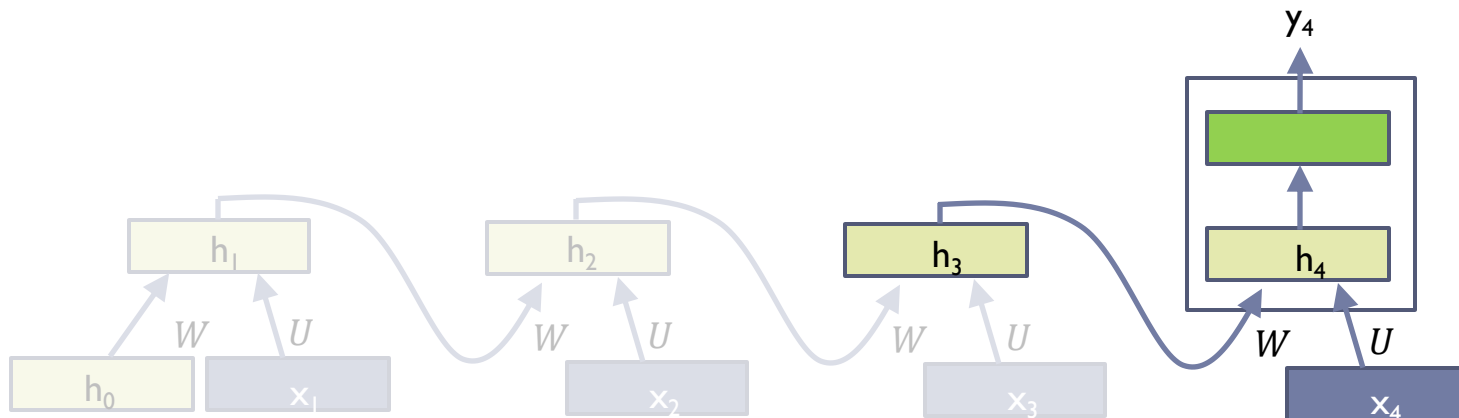 y₄
h₁
h₂
h₃
h₄
W U
W U
W U
W U
h₀ x₁ x₂ x₃ x₄